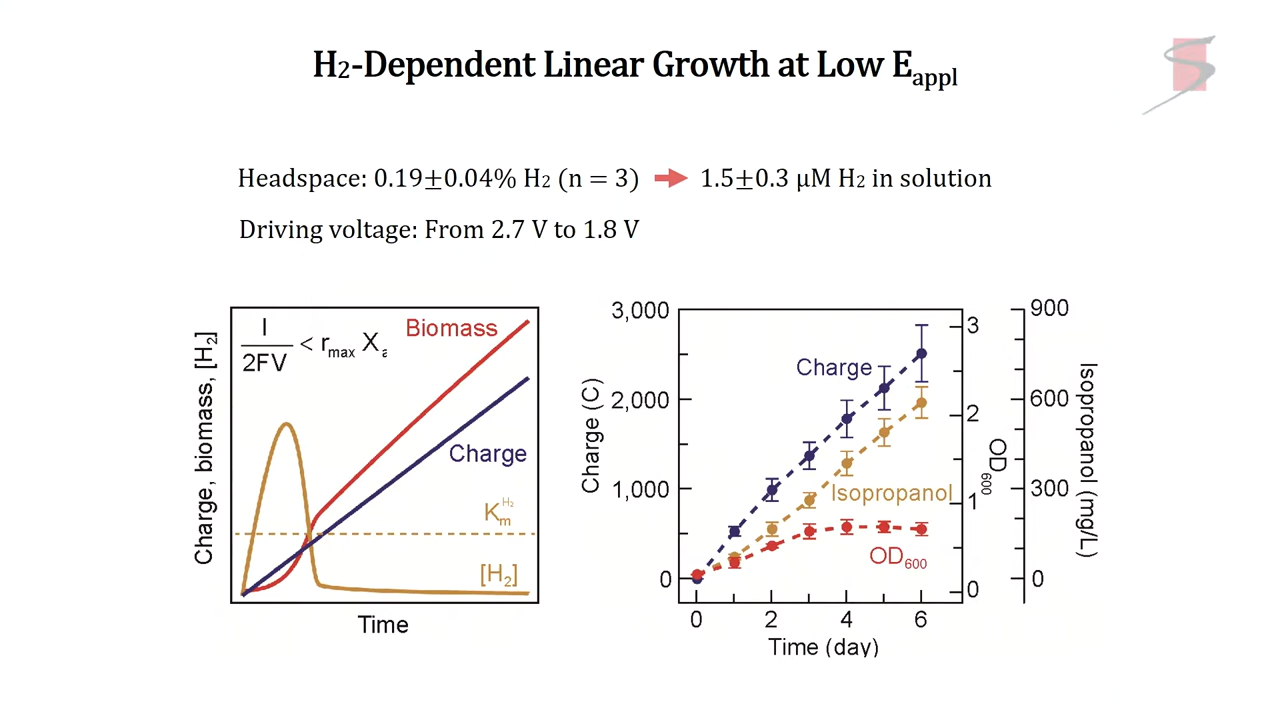 H2-Dependent Linear Growth at Low Eappl
Headspace: 0.19±0.04% H2 (n = 3) 1.5±0.3 µM H2 in solution
Driving voltage: From 2.7 V to 1.8 V
Charge, biomass, [H2]
I
2FV
< rmax Xa
Biomass
Charge
KmH2
[H2]
Time
Charge (C)
3,000
2,000
1,000
0
Charge
Isopropanol
OD600
0
2
4
6
Time (day)
3
2
1
0
OD600
900
600
300
0
Isopropanol (mg/L)